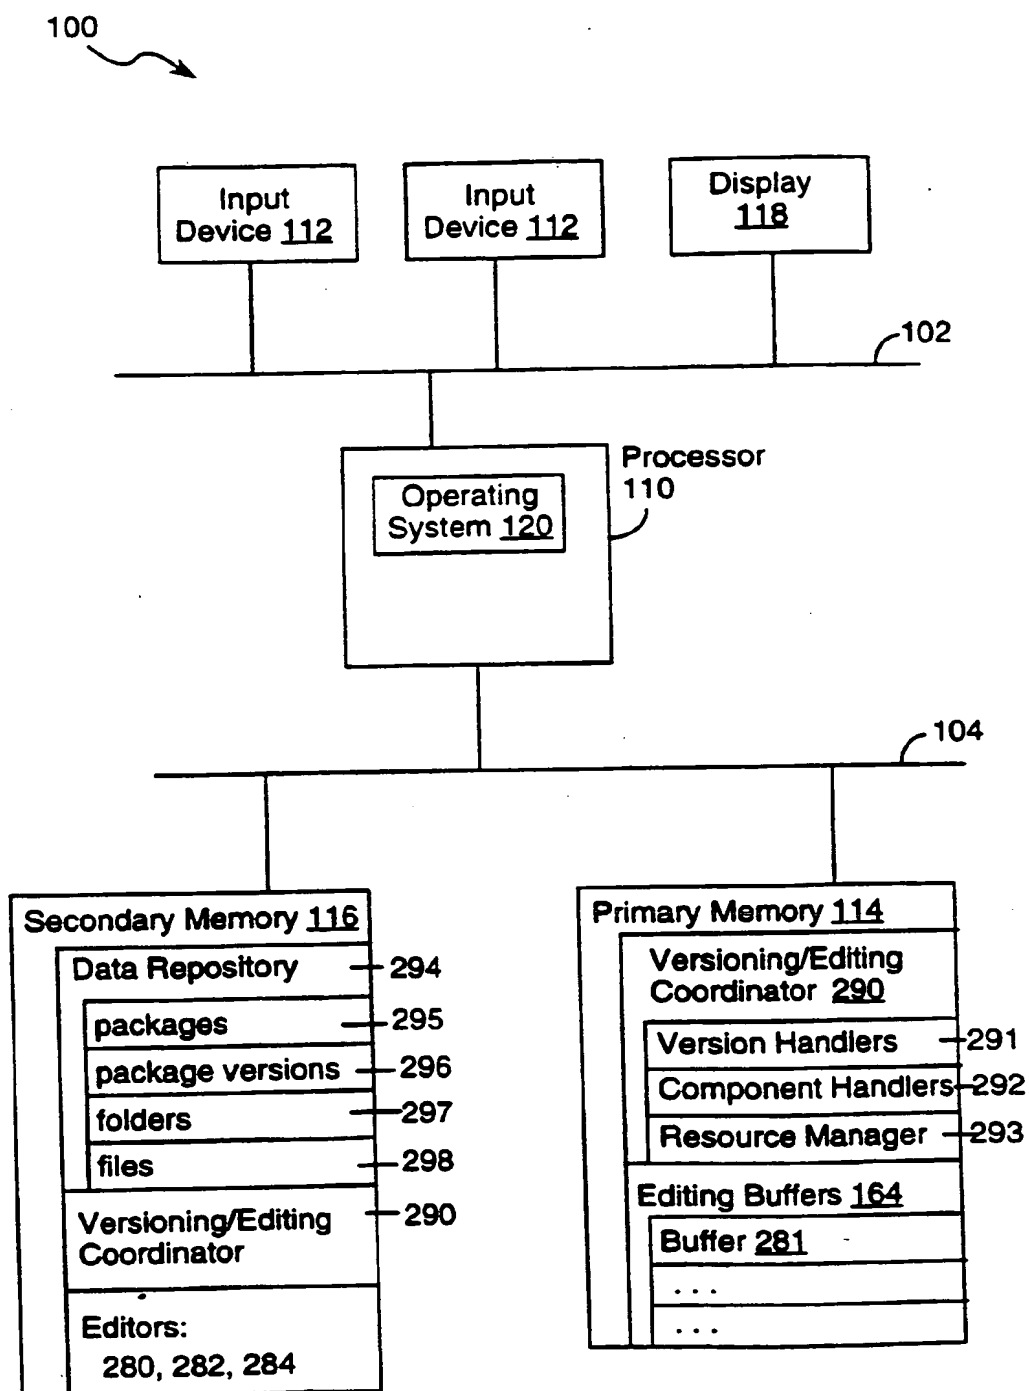 100
Input
Device 112
Input
Device 112
Display
118
102
Processor
110
Operating
System 120
104
Secondary Memory 116
Data Repository 294
packages 295
package versions 296
folders 297
files 298
Versioning/Editing
Coordinator
290
Editors:
280, 282, 284
Primary Memory 114
Versioning/Editing
Coordinator 290
Version Handlers 291
Component Handlers 292
Resource Manager 293
Editing Buffers 164
Buffer 281
. . .
. . .